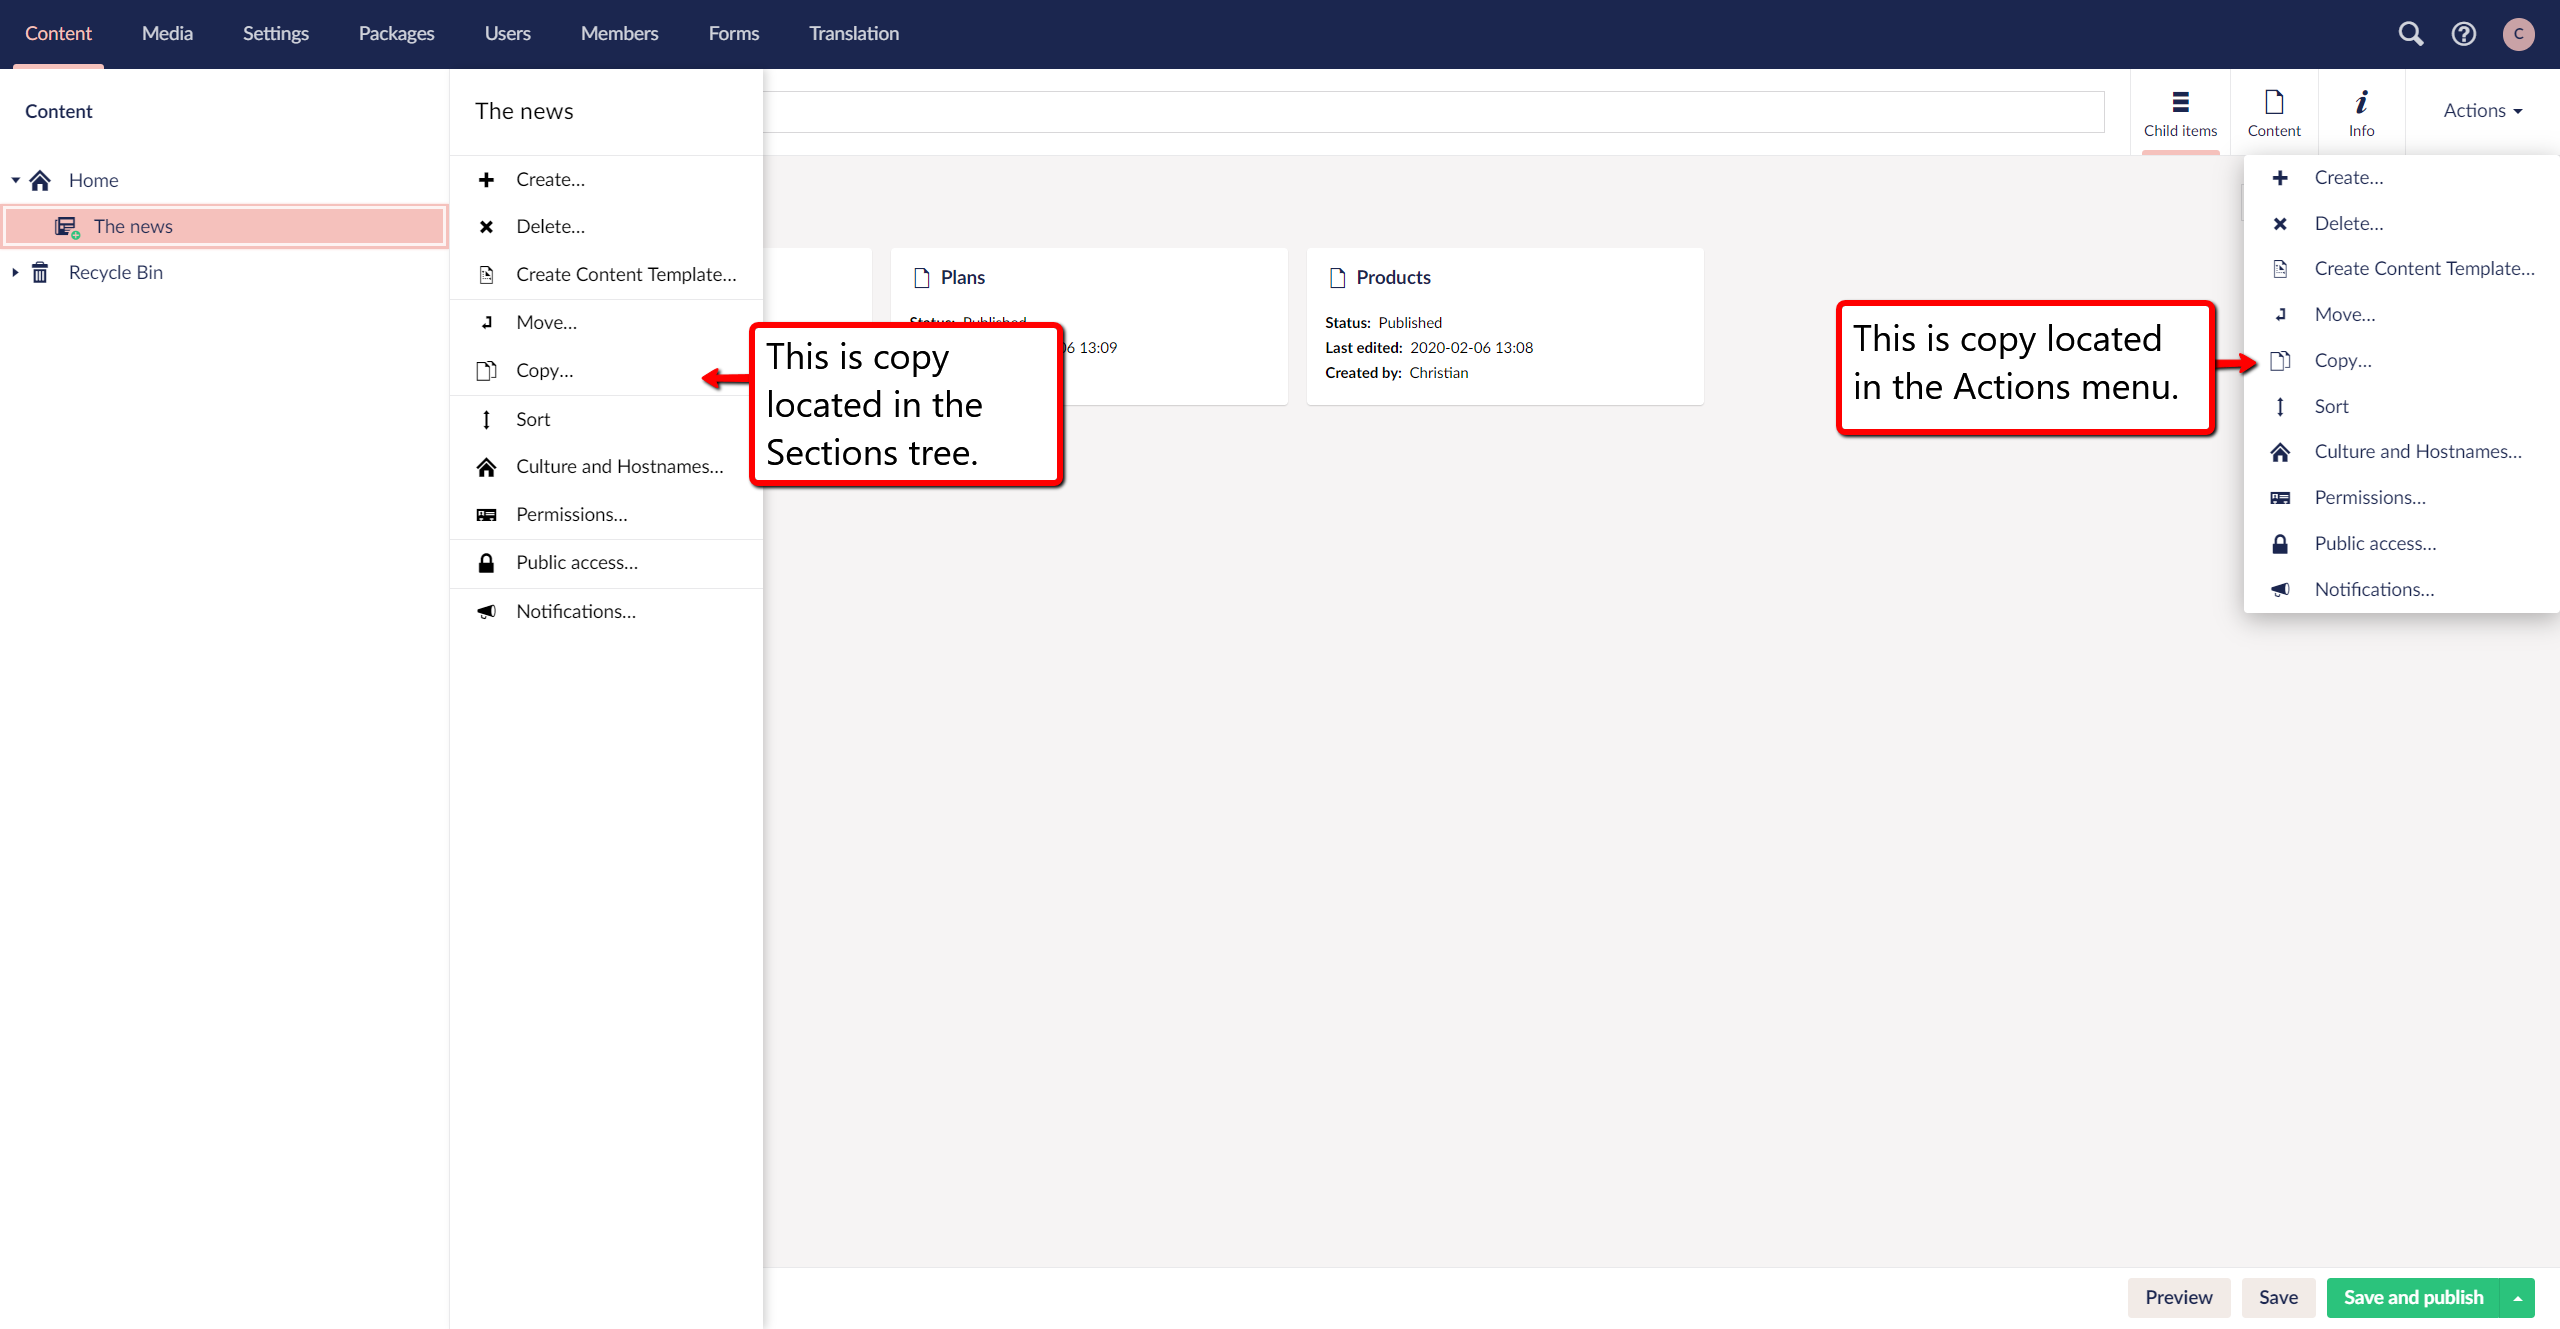 Content Media Settings Packages Users Members Forms Translation
C
Content
Home
The news
Recycle Bin
The news
Create...
Delete...
Create Content Template...
Move...
Copy...
Sort
Culture and Hostnames...
Permissions...
Public access...
Notifications...
Child items
Content
Info
Actions
Plans
06 13:09
Products
Status: Published
Last edited: 2020-02-06 13:08
Created by: Christian
This is copy
located in the
Sections tree.
This is copy located
in the Actions menu.
Create...
Delete...
Create Content Template...
Move...
Copy...
Sort
Culture and Hostnames...
Permissions...
Public access...
Notifications...
Preview
Save
Save and publish